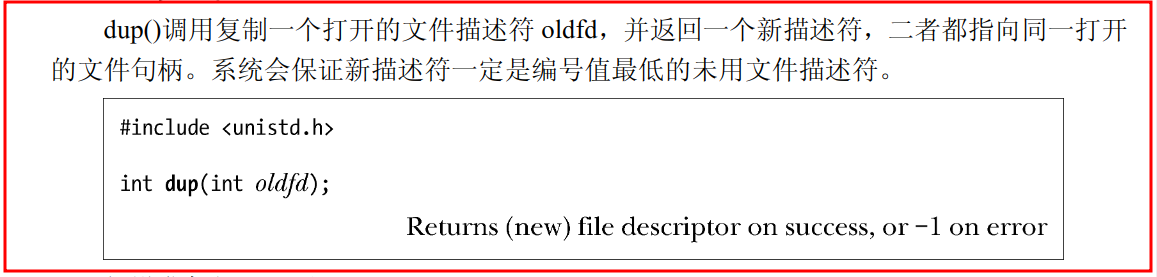 dup()调用复制一个打开的文件描述符 oldfd，并返回一个新描述符，二者都指向同一打开
的文件句柄。系统会保证新描述符一定是编号值最低的未用文件描述符。
#include <unistd.h>
int dup(int oldfd);
Returns (new) file descriptor on success, or −1 on error